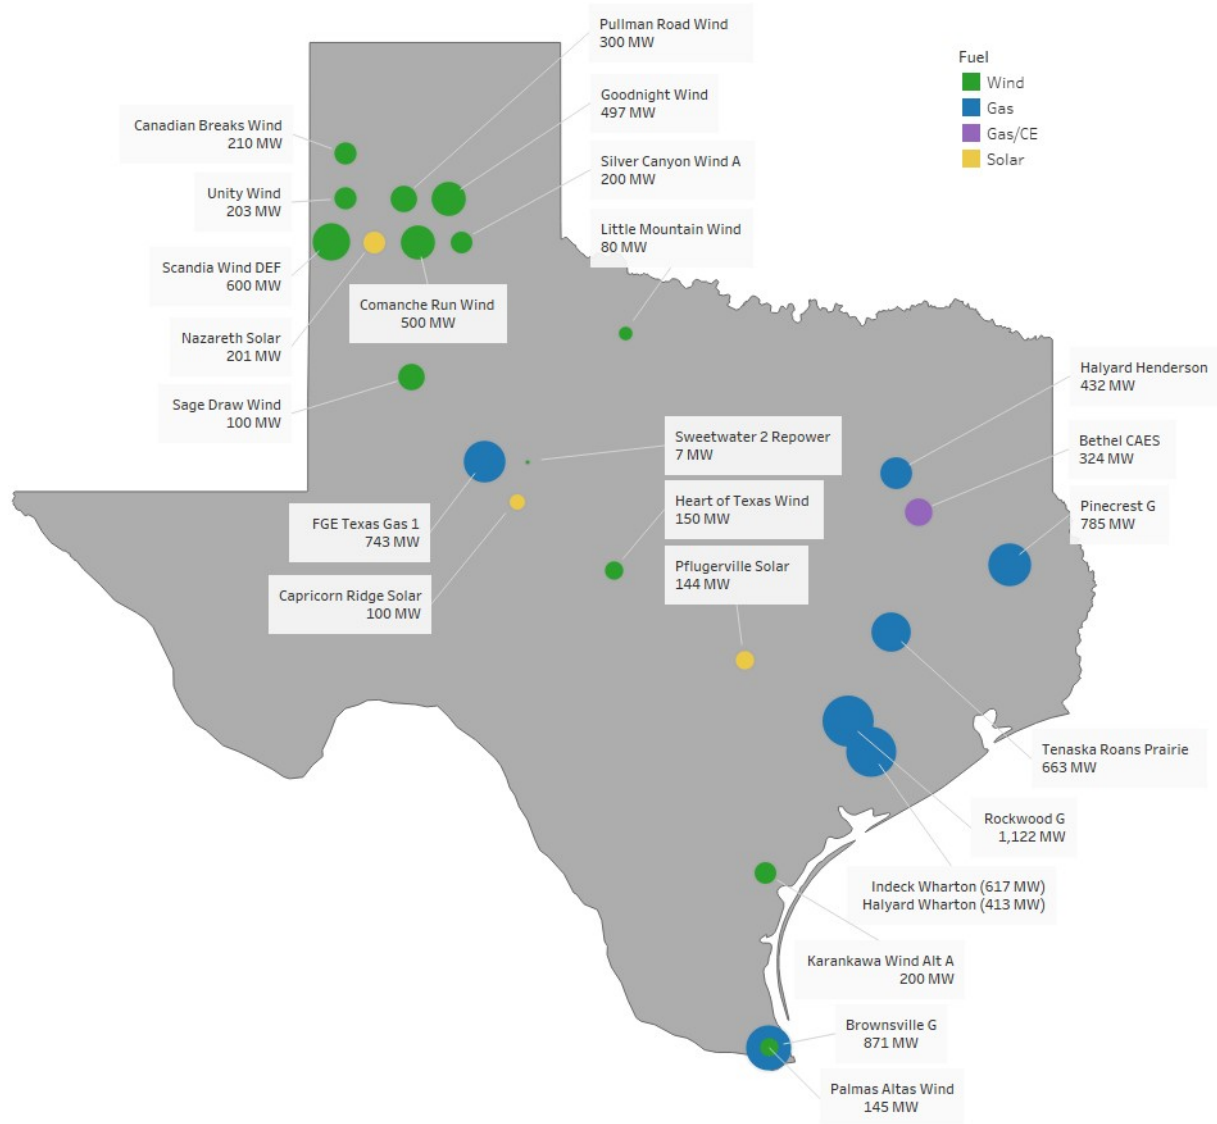 Pullman Road Wind
300 MW
Fuel
Wind
Gas
Gas/CE
Solar
Goodnight Wind
497 MW
Canadian Breaks Wind
210 MW
Silver Canyon Wind A
200 MW
Unity Wind
203 MW
Little Mountain Wind
80 MW
Scandia Wind DEF
600 MW
Comanche Run Wind
500 MW
Nazareth Solar
201 MW
Halyard Henderson
432 MW
Sage Draw Wind
100 MW
Sweetwater 2 Repower
7 MW
Bethel CAES
324 MW
Heart of Texas Wind
150 MW
Pinecrest G
785 MW
FGE Texas Gas 1
743 MW
Pflugerville Solar
144 MW
Capricorn Ridge Solar
100 MW
Tenaska Roans Prairie
663 MW
Rockwood G
1,122 MW
Indeck Wharton (617 MW)
Halyard Wharton (413 MW)
Karankawa Wind Alt A
200 MW
Brownsville G
871 MW
Palmas Altas Wind
145 MW